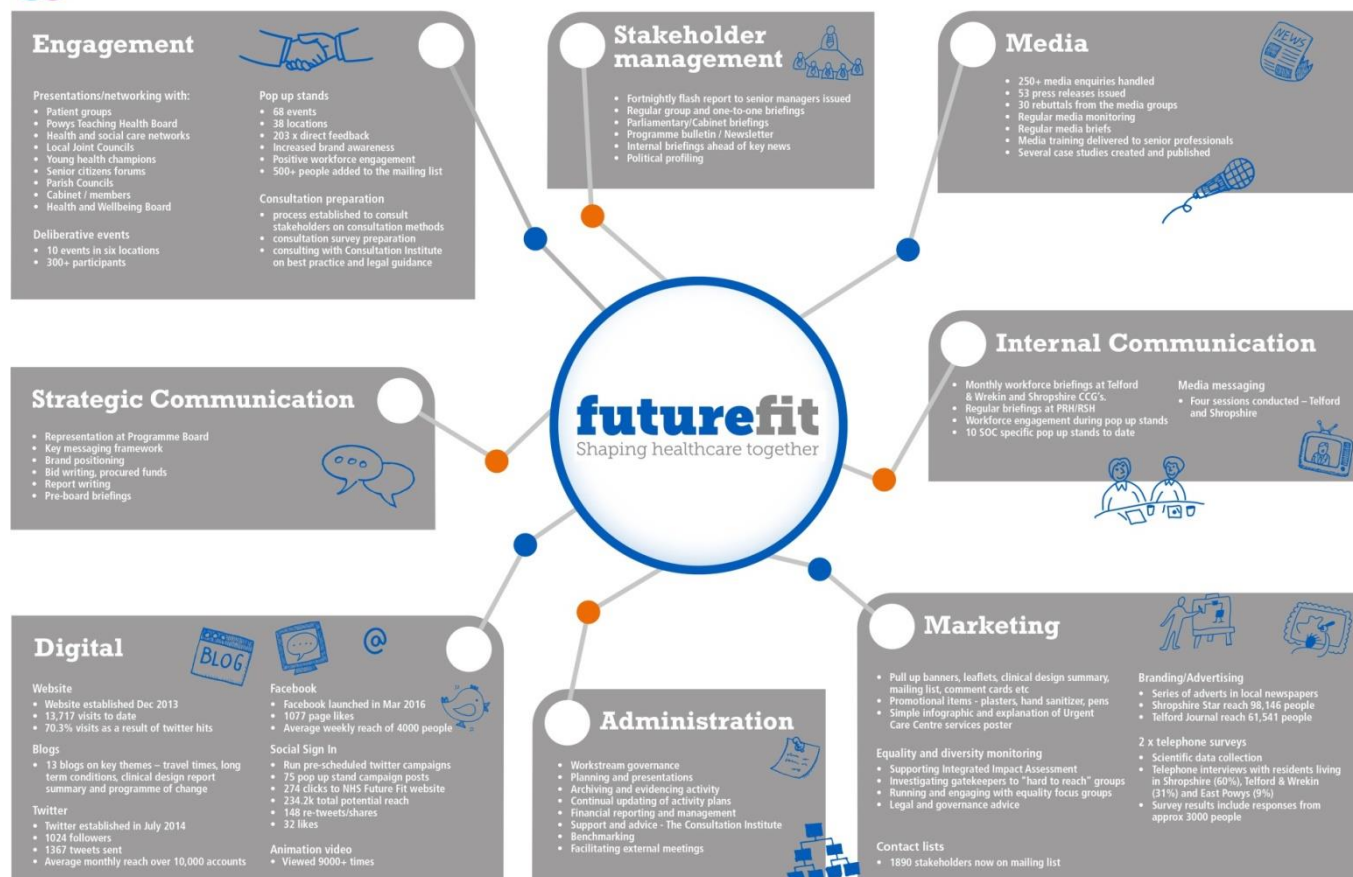 Engagement
Presentations/networking with:
• Patient groups
• Powys Teaching Health Board
• Health and social care networks
• Local Joint Councils
• Young health champions
• Senior citizens forums
• Parish Councils
• Cabinet / members
• Health and Wellbeing Board
Deliberative events
• 10 events in six locations
• 300+ participants
Pop up stands
• 68 events
• 38 locations
• 203 x direct feedback
• Increased brand awareness
• Positive workforce engagement
• 500+ people added to the mailing list
Consultation preparation
• process established to consult
stakeholders on consultation methods
• consultation survey preparation
• consulting with Consultation Institute
on best practice and legal guidance
Stakeholder
management
• Fortnightly flash report to senior managers issued
• Regular group and one-to-one briefings
• Parliamentary/Cabinet briefings
• Programme bulletin / Newsletter
• Internal briefings ahead of key news
• Political profiling
Media
NEWS
• 250+ media enquiries handled
• 53 press releases issued
• 30 rebuttals from the media groups
• Regular media monitoring
• Regular media briefs
• Media training delivered to senior professionals
• Several case studies created and published
Strategic Communication
• Representation at Programme Board
• Key messaging framework
• Brand positioning
• Bid writing, procured funds
• Report writing
• Pre-board briefings
futurefit
Shaping healthcare together
Internal Communication
• Monthly workforce briefings at Telford
& Wrekin and Shropshire CCG's.
• Regular briefings at PRH/RSH
• Workforce engagement during pop up stands
• 10 SOC specific pop up stands to date
Media messaging
• Four sessions conducted – Telford
and Shropshire
Digital
BLOG
@
Website
• Website established Dec 2013
• 13,717 visits to date
• 70.3% visits as a result of twitter hits
Blogs
• 13 blogs on key themes – travel times, long
term conditions, clinical design report
summary and programme of change
Twitter
• Twitter established in July 2014
• 1024 followers
• 1367 tweets sent
• Average monthly reach over 10,000 accounts
Facebook
• Facebook launched in Mar 2016
• 1077 page likes
• Average weekly reach of 4000 people
Social Sign In
• Run pre-scheduled twitter campaigns
• 75 pop up stand campaign posts
• 274 clicks to NHS Future Fit website
• 234.2k total potential reach
• 148 re-tweets/shares
• 32 likes
Animation video
• Viewed 9000+ times
Administration
• Workstream governance
• Planning and presentations
• Archiving and evidencing activity
• Continual updating of activity plans
• Financial reporting and management
• Support and advice - The Consultation Institute
• Benchmarking
• Facilitating external meetings
Marketing
• Pull up banners, leaflets, clinical design summary,
mailing list, comment cards etc
• Promotional items - plasters, hand sanitizer, pens
• Simple infographic and explanation of Urgent
Care Centre services poster
Equality and diversity monitoring
• Supporting Integrated Impact Assessment
• Investigating gatekeepers to "hard to reach" groups
• Running and engaging with equality focus groups
• Legal and governance advice
Contact lists
• 1890 stakeholders now on mailing list
Branding/Advertising
• Series of adverts in local newspapers
• Shropshire Star reach 98,146 people
• Telford Journal reach 61,541 people
2 x telephone surveys
• Scientific data collection
• Telephone interviews with residents living
in Shropshire (60%), Telford & Wrekin
(31%) and East Powys (9%)
• Survey results include responses from
approx 3000 people